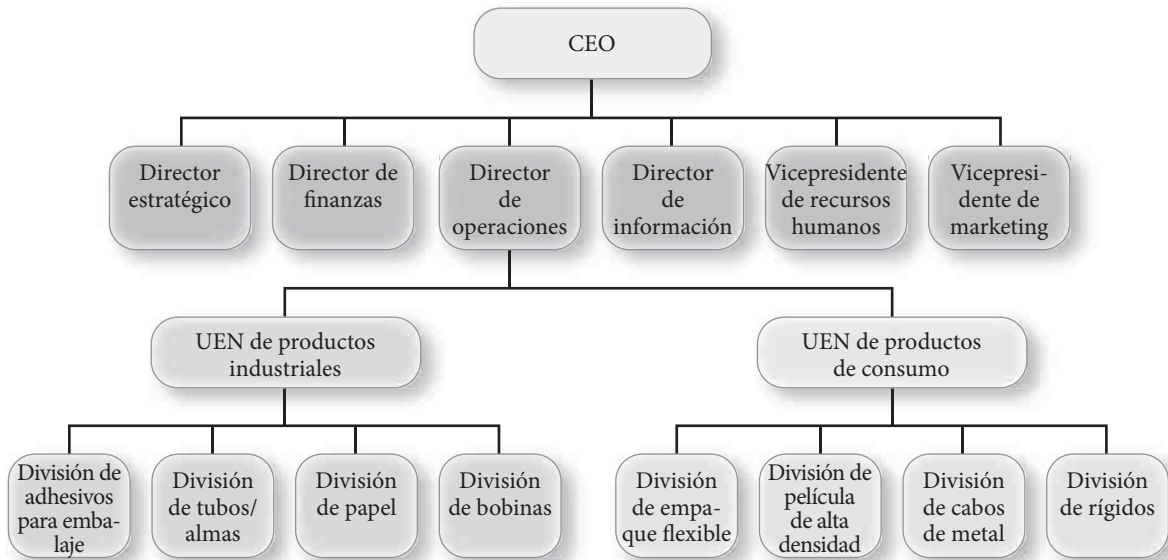 CEO
Director
estratégico
Director de
finanzas
Director
de
operaciones
Director
de
información
Vicepresidente
de recursos
humanos
Vicepresi-
dente de
marketing
UEN de productos
industriales
UEN de productos
de consumo
División de
adhesivos
para emba-
laje
División
de tubos/
almas
División
de papel
División
de bobinas
División
de empa-
que flexible
División de
película
de alta
densidad
División
de cabos
de metal
División
de rígidos